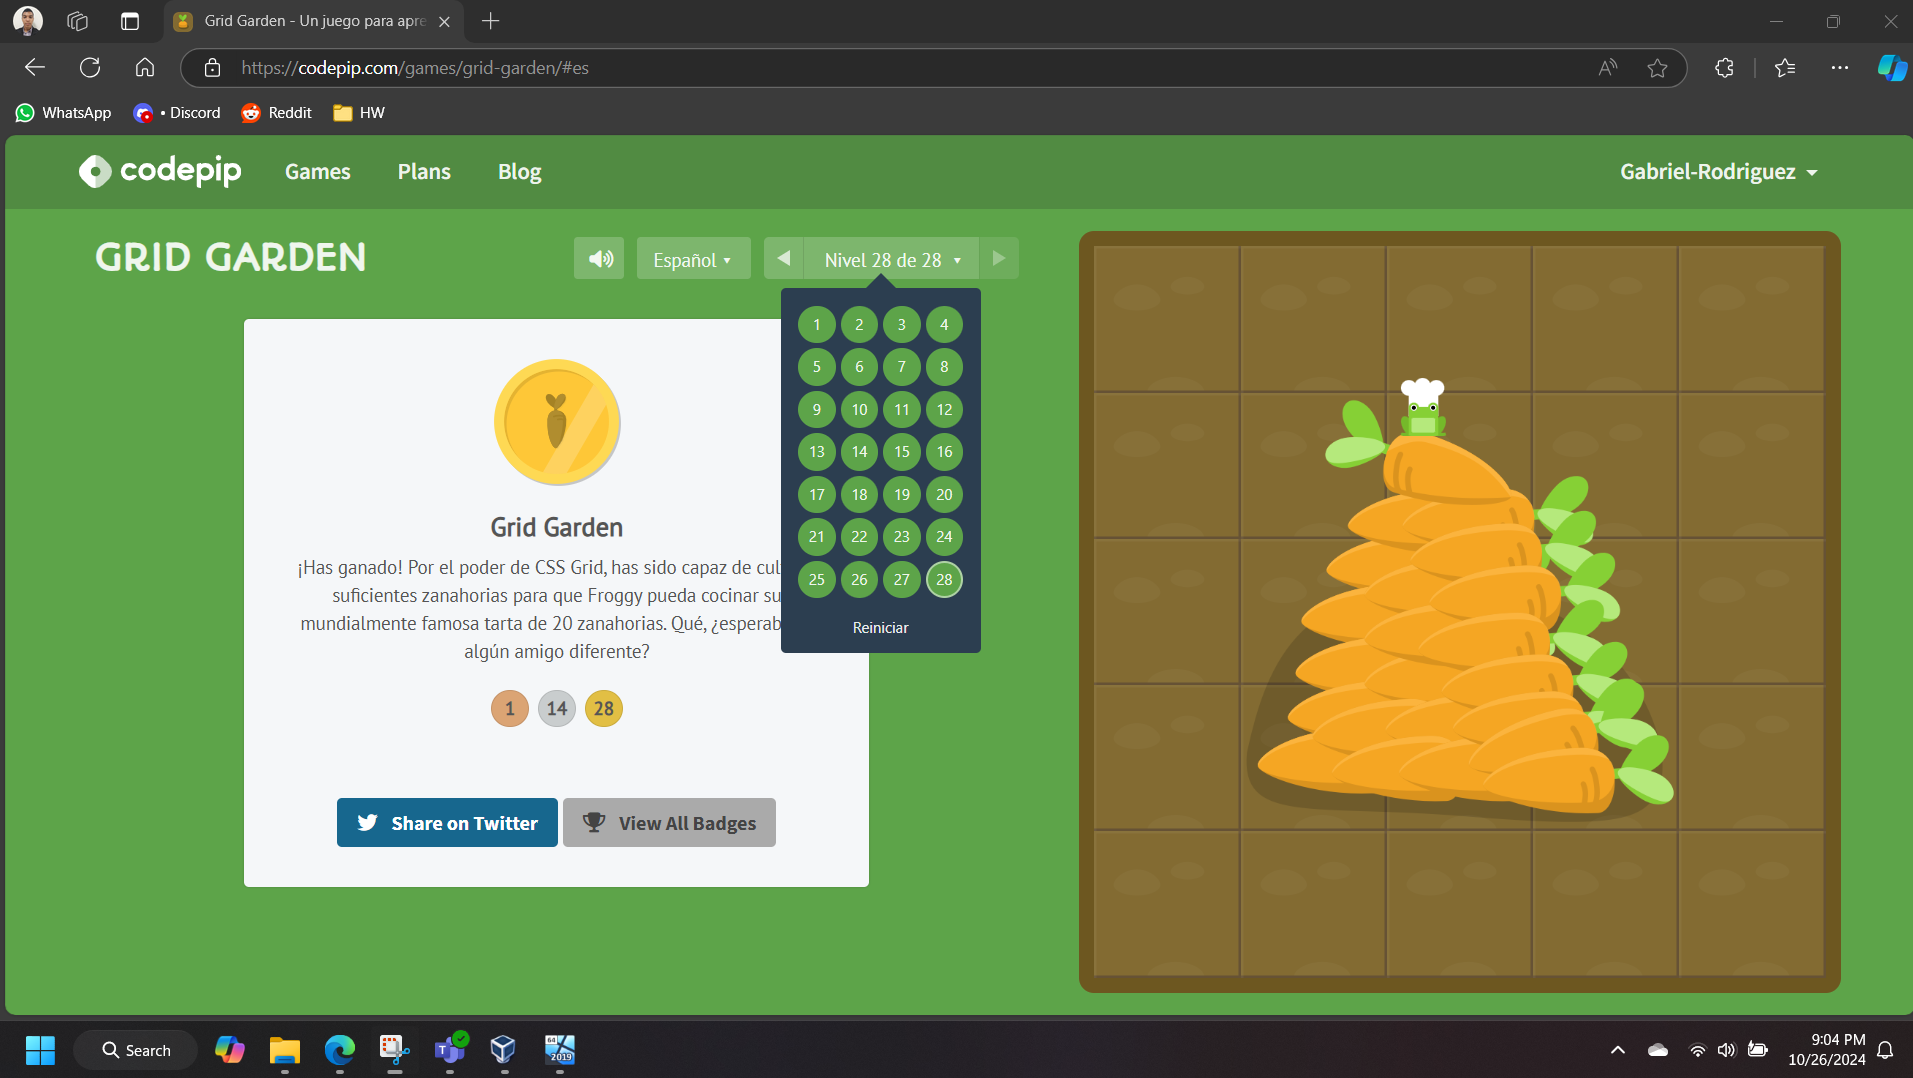 Grid Garden - Un juego para apre
https://codepip.com/games/grid-garden/#es
WhatsApp
• Discord
Reddit
HW
codepip
Games
Plans
Blog
Gabriel-Rodriguez
GRID GARDEN
Español
Nivel 28 de 28
1 2 3 4
5 6 7 8
9 10 11 12
13 14 15 16
17 18 19 20
21 22 23 24
25 26 27 28
Reiniciar
Grid Garden
¡Has ganado! Por el poder de CSS Grid, has sido capaz de cul
suficientes zanahorias para que Froggy pueda cocinar su
mundialmente famosa tarta de 20 zanahorias. Qué, ¿esperab
algún amigo diferente?
1 14 28
Share on Twitter
View All Badges
Search
64
2019
9:04 PM
10/26/2024